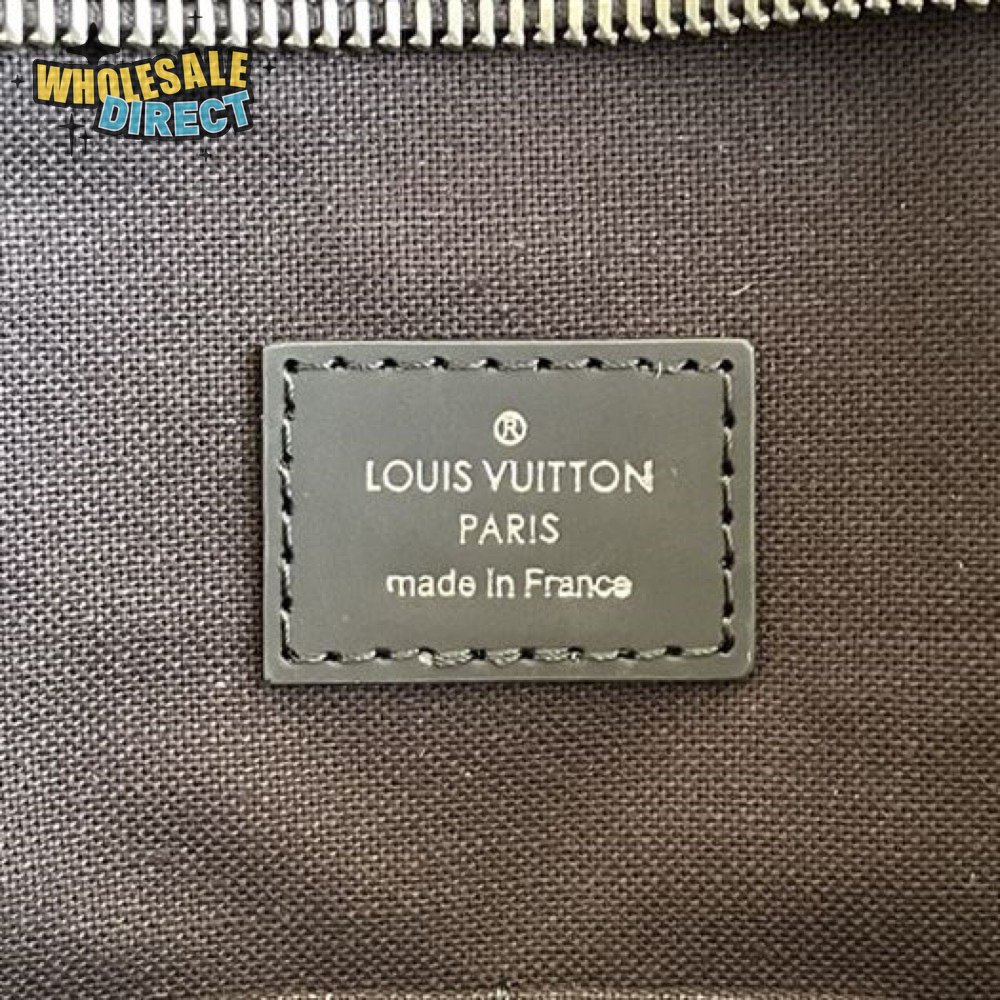 WHOLESALE
DIRECT
®
LOUIS VUITTON
PARIS
made in France